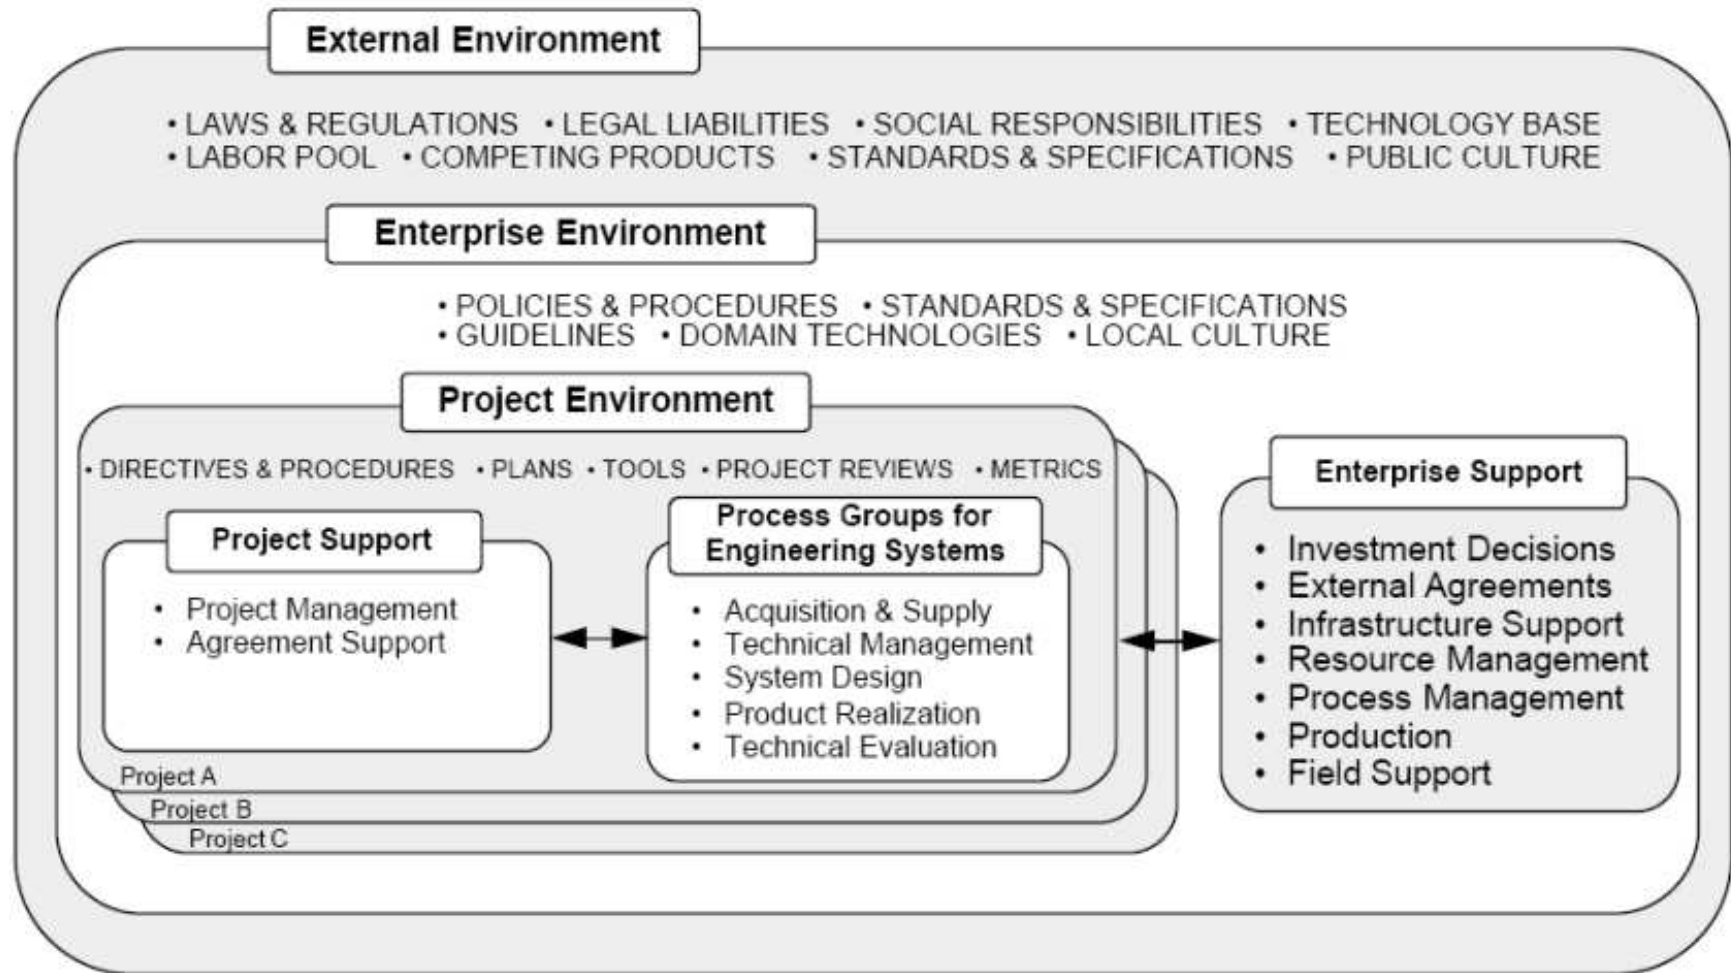 External Environment
• LAWS & REGULATIONS • LEGAL LIABILITIES • SOCIAL RESPONSIBILITIES • TECHNOLOGY BASE
• LABOR POOL • COMPETING PRODUCTS • STANDARDS & SPECIFICATIONS • PUBLIC CULTURE
Enterprise Environment
• POLICIES & PROCEDURES • STANDARDS & SPECIFICATIONS
• GUIDELINES • DOMAIN TECHNOLOGIES • LOCAL CULTURE
Project Environment
• DIRECTIVES & PROCEDURES • PLANS • TOOLS • PROJECT REVIEWS • METRICS
Project Support
• Project Management
• Agreement Support
Process Groups for
Engineering Systems
• Acquisition & Supply
• Technical Management
• System Design
• Product Realization
• Technical Evaluation
Project A
Project B
Project C
Enterprise Support
• Investment Decisions
• External Agreements
• Infrastructure Support
• Resource Management
• Process Management
• Production
• Field Support